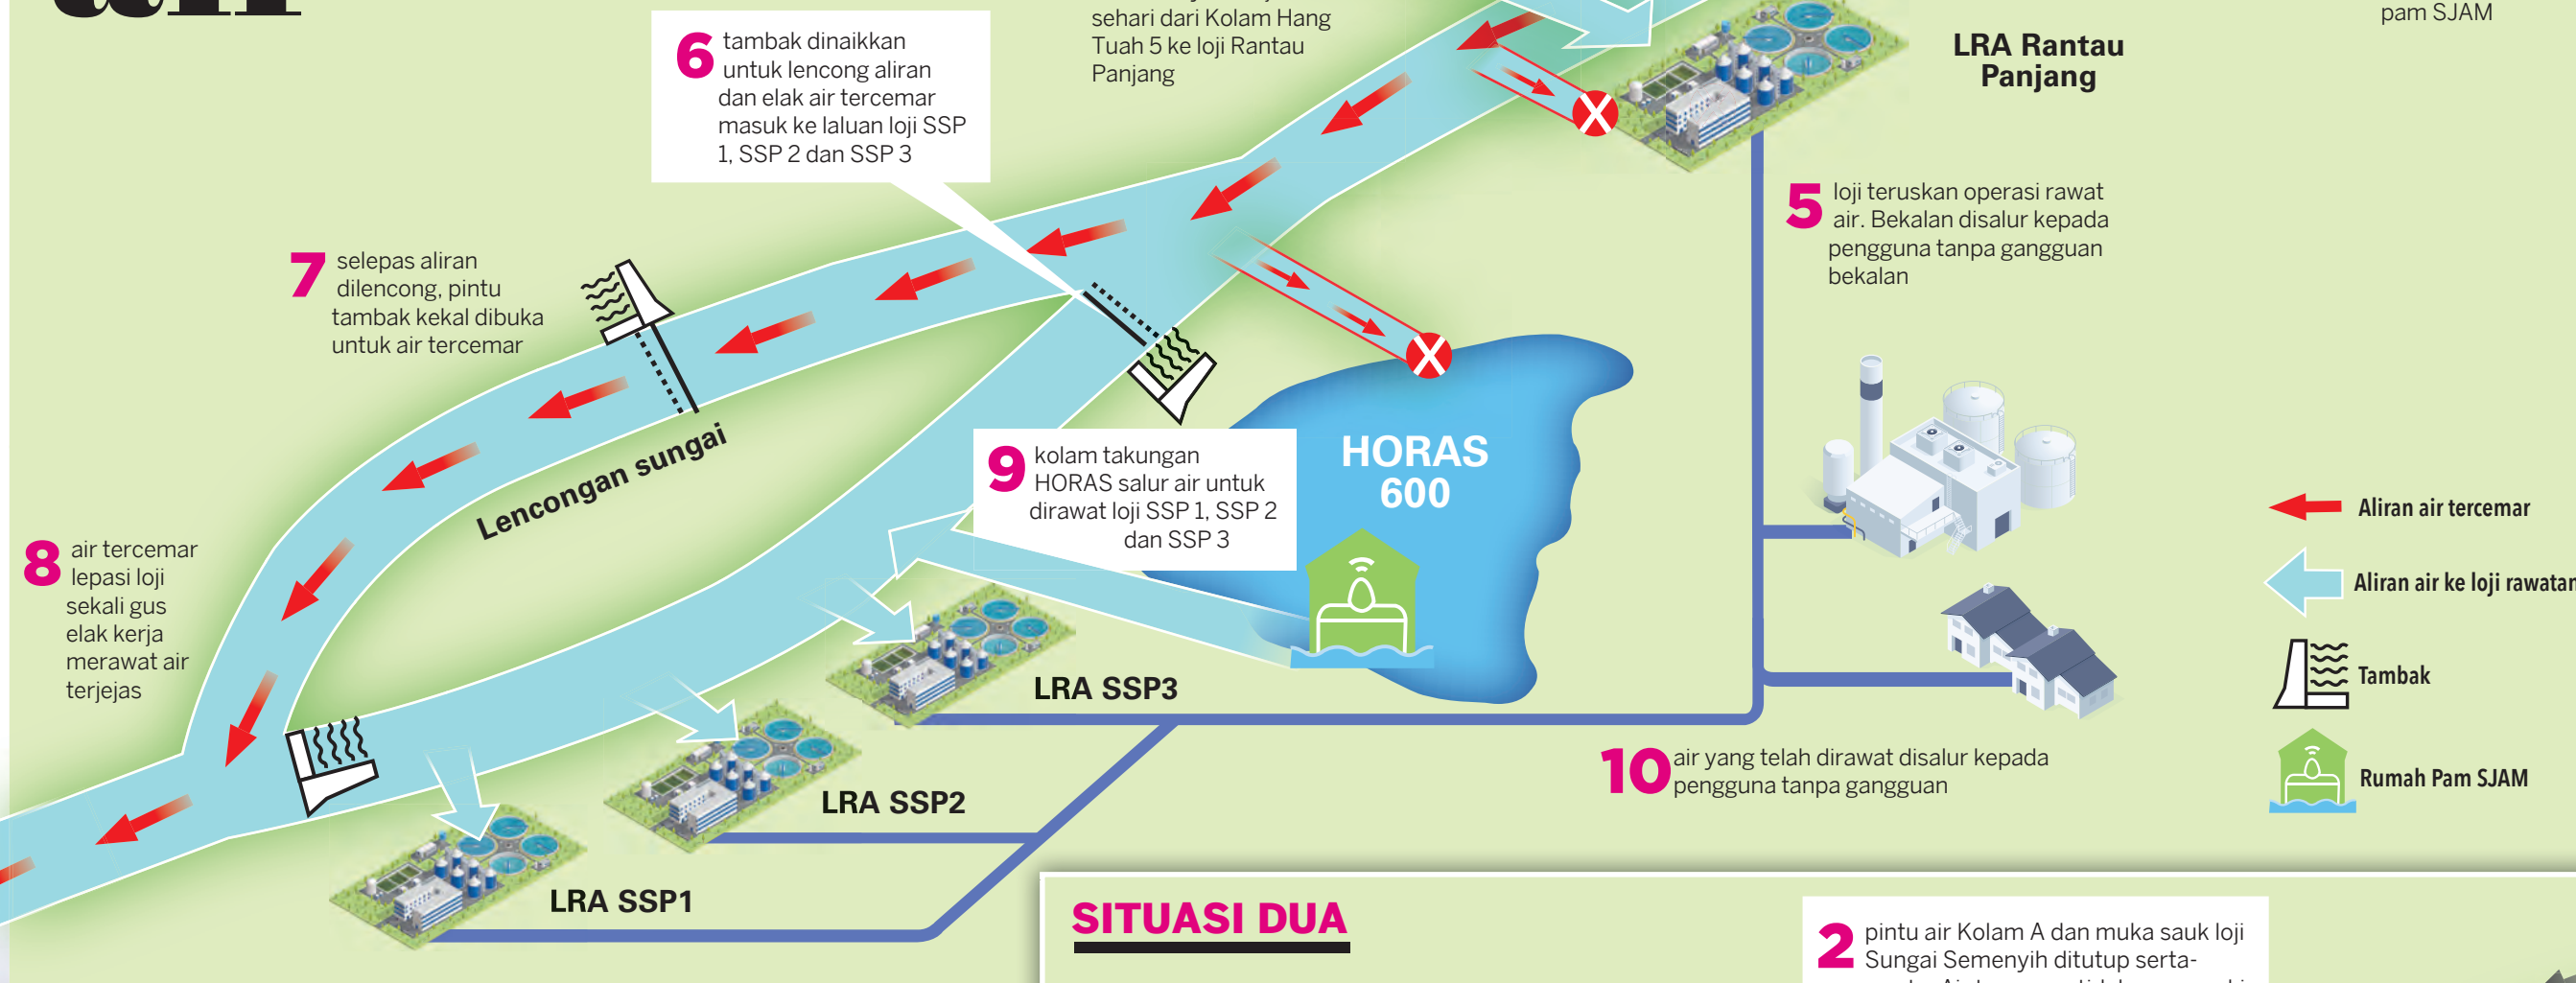 air
sehari dari Kolam Hang
Tuah 5 ke loji Rantau
Panjang
pam SJAM
LRA Rantau
Panjang
5 loji teruskan operasi rawat
air. Bekalan disalur kepada
pengguna tanpa gangguan
bekalan
6 tambak dinaikkan
untuk lencong aliran
dan elak air tercemar
masuk ke laluan loji SSP
1, SSP 2 dan SSP 3
7 selepas aliran
dilencong, pintu
tambak kekal dibuka
untuk air tercemar
Lencongan sungai
8 air tercemar
lepasi loji
sekali gus
elak kerja
merawat air
terjejas
9 kolam takungan
HORAS salur air untuk
dirawat loji SSP 1, SSP 2
dan SSP 3
HORAS
600
LRA SSP3
LRA SSP2
LRA SSP1
10 air yang telah dirawat disalur kepada
pengguna tanpa gangguan
Aliran air tercemar
Aliran air ke loji rawatan
Tambak
Rumah Pam SJAM
SITUASI DUA
2 pintu air Kolam A dan muka sauk loji
Sungai Semenyih ditutup serta-